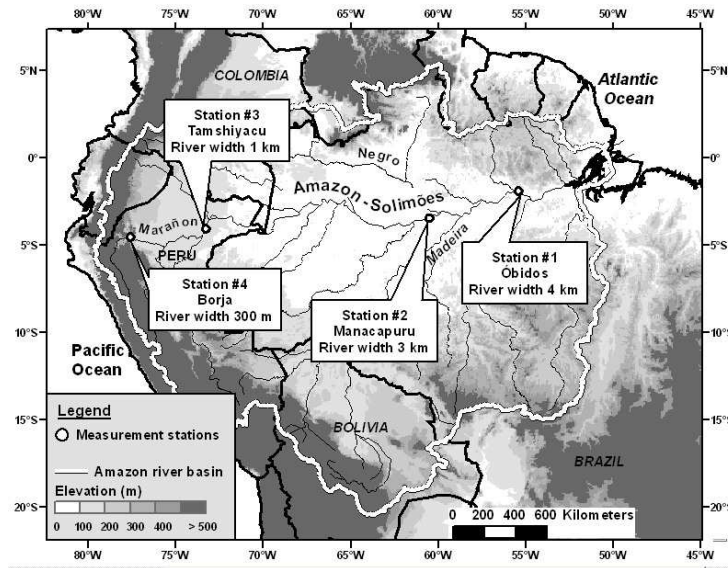 80°W 75°W 70°W 65°W 60°W 55°W 50°W 45°W
5°N
0°
5°S
10°S
15°S
20°S
5°N
0°
5°S
10°S
15°S
20°S
COLOMBIA
Atlantic
Ocean
Station #3
Tamshiyacu
River width 1 km
Negro
Amazon-Solimões
Marañon
PERU
Madeira
Station #4
Borja
River width 300 m
Station #1
Óbidos
River width 4 km
Station #2
Manacapuru
River width 3 km
Pacific
Ocean
BOLIVIA
BRAZIL
Legend
Measurement stations
Amazon river basin
Elevation (m)
0 100 200 300 400 > 500
0 200 400 600 Kilometers
80°W 75°W 70°W 65°W 60°W 55°W 50°W 45°W